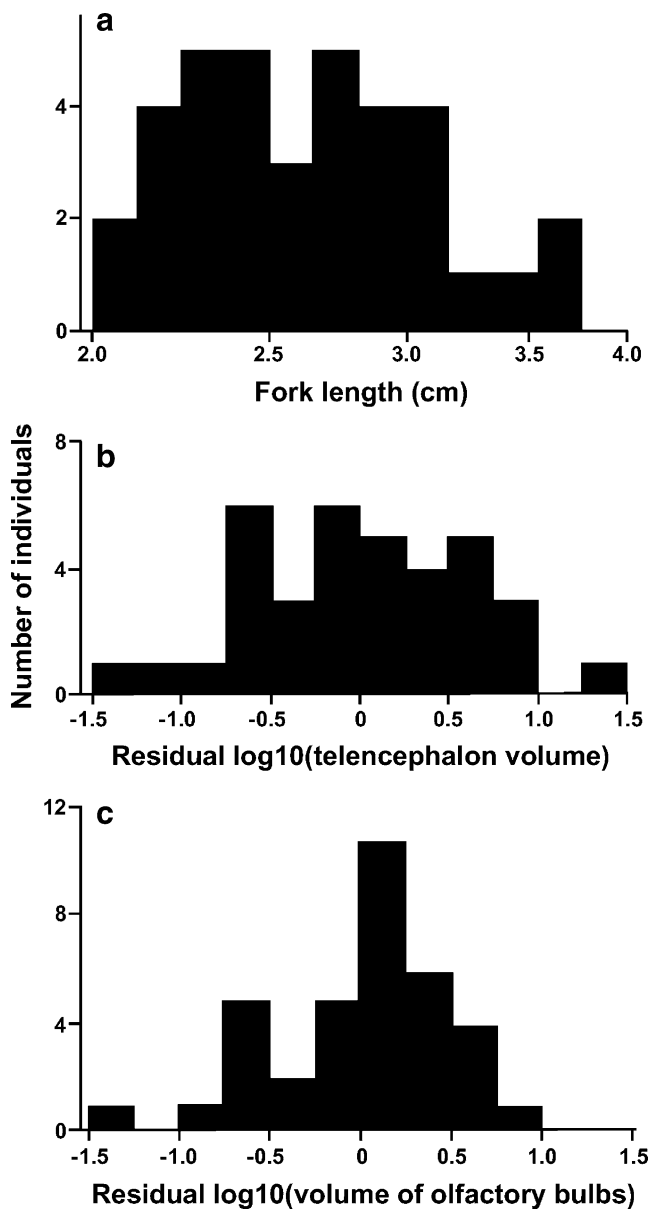 a
4
2
0
2.0 2.5 3.0 3.5 4.0
Fork length (cm)
Number of individuals
b
8
4
0
-1.5 -1.0 -0.5 0 0.5 1.0 1.5
Residual log10(telencephalon volume)
c
12
8
4
0
-1.5 -1.0 -0.5 0 0.5 1.0 1.5
Residual log10(volume of olfactory bulbs)